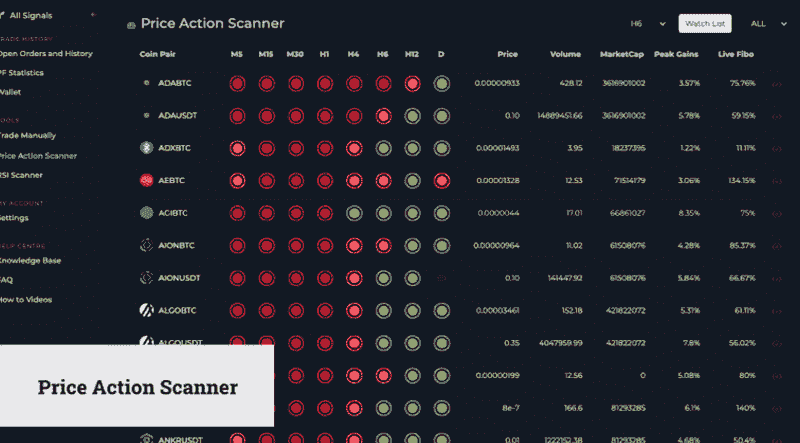 All Signals
Price Action Scanner
H6
Watch List
ALL
TRADE HISTORY
Open Orders and History
PF Statistics
Wallet
TOOLS
Trade Manually
Price Action Scanner
RSI Scanner
MY ACCOUNT
Settings
HELP CENTRE
Knowledge Base
FAQ
How to Videos
Coin Pair M5 M15 M30 H1 H4 H6 H12 D Price Volume MarketCap Peak Gains Live Fibo
ADABTC 0.00000933 428.12 3616901002 3.57% 75.76%
ADAUSDT 0.10 14889451.66 3616901002 5.78% 59.15%
ADXBTC 0.00001493 3.95 18237395 1.22% 11.11%
AEBTC 0.00001328 12.53 71514179 3.06% 134.15%
AGIBTC 0.0000044 17.01 66861027 8.35% 75%
AIONBTC 0.00000964 11.02 61508076 4.28% 85.37%
AIONUSDT 0.10 141447.92 61508076 5.84% 66.67%
ALGOBTC 0.00003461 152.18 421822072 5.31% 61.11%
ALGOUSDT 0.35 4047959.99 421822072 7.8% 56.02%
0.00000199 12.56 0 5.08% 80%
8e-7 166.6 81293285 6.1% 140%
ANKRUSDT 0.01 1222152.38 81293285 4.68% 50.4%
Price Action Scanner